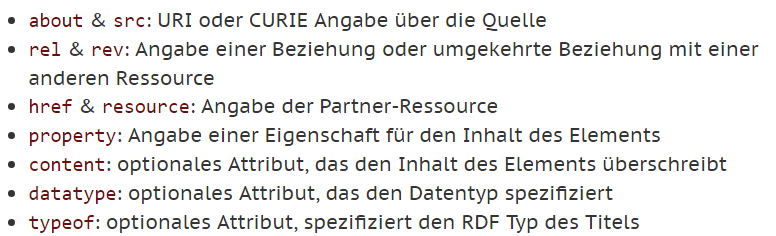 • about & src: URI oder CURIE Angabe über die Quelle
• rel & rev: Angabe einer Beziehung oder umgekehrte Beziehung mit einer
anderen Ressource
• href & resource: Angabe der Partner-Ressource
• property: Angabe einer Eigenschaft für den Inhalt des Elements
• content: optionales Attribut, das den Inhalt des Elements überschreibt
• datatype: optionales Attribut, das den Datentyp spezifiziert
• typeof: optionales Attribut, spezifiziert den RDF Typ des Titels